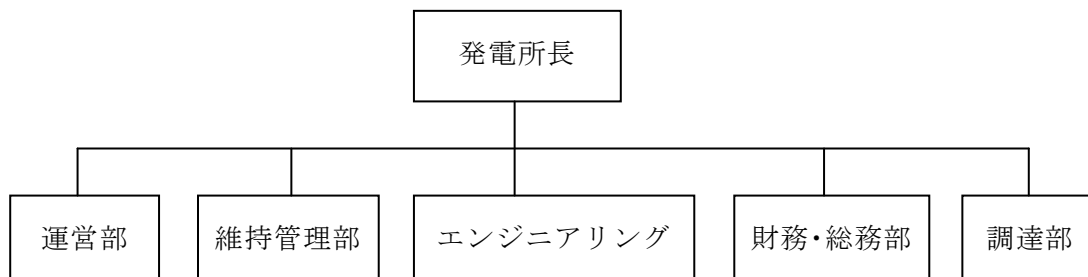 発電所長
運営部
維持管理部
エンジニアリング
財務・総務部
調達部